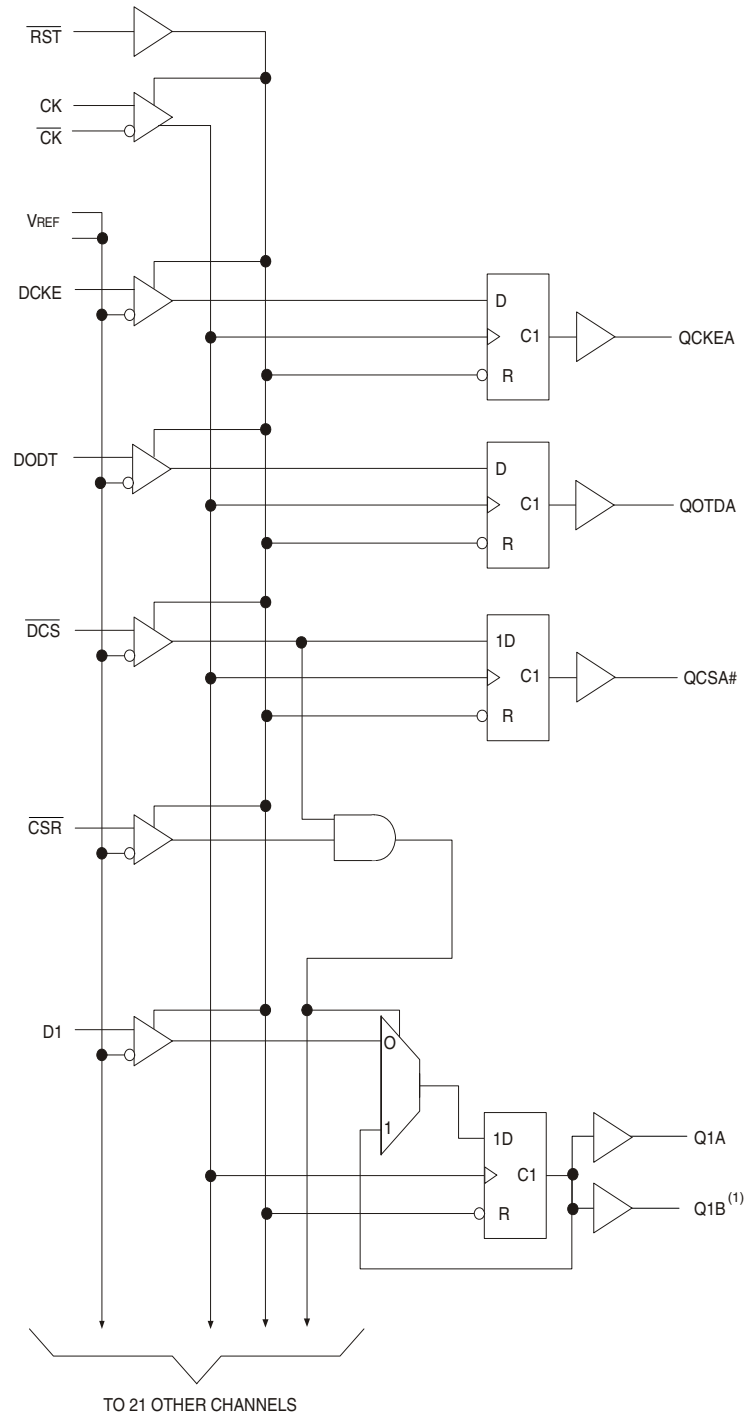 RST
CK
CK
VREF
DCKE
D
C1
R
QCKEA
DODT
D
C1
R
QOTDA
DCS
1D
C1
R
QCSA#
CSR
D1
O
1
1D
C1
R
Q1A
Q1B(1)
TO 21 OTHER CHANNELS